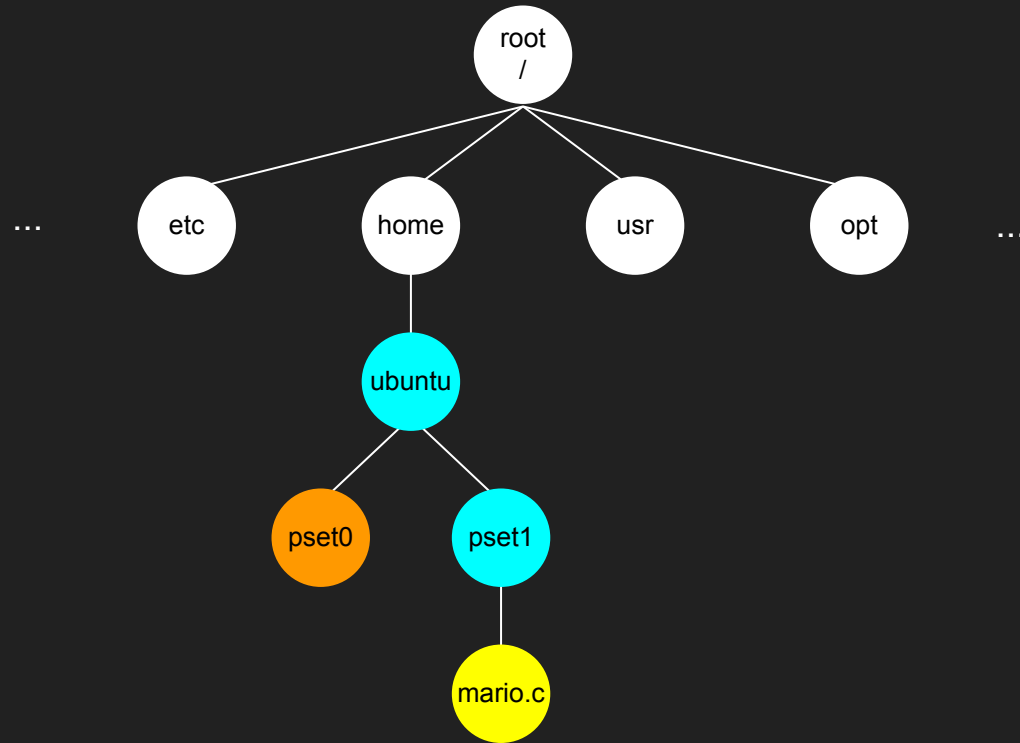 root
/
...
etc
home
usr
opt
...
ubuntu
pset0
pset1
mario.c